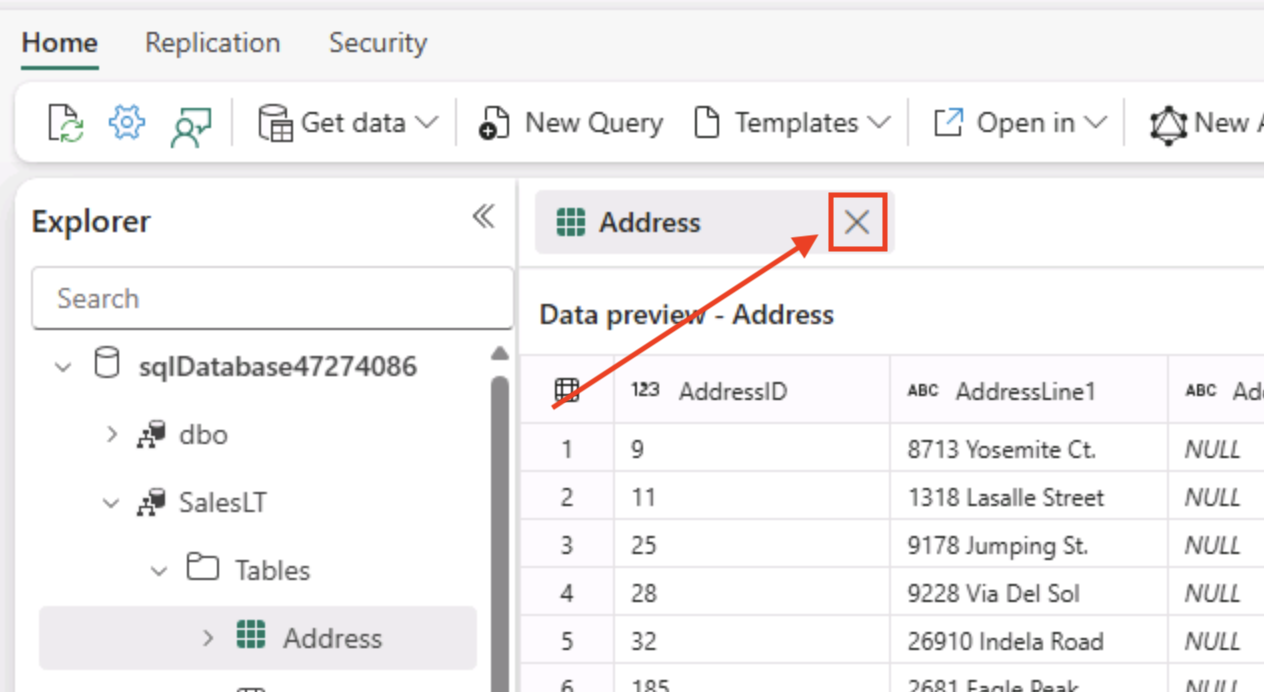 Home Replication Security
Get data New Query Templates Open in New
Explorer
Search
sqlDatabase47274086
dbo
SalesLT
Tables
Address
Address
Data preview - Address
123 AddressID ABC AddressLine1 ABC
1 9 8713 Yosemite Ct. NULL
2 11 1318 Lasalle Street NULL
3 25 9178 Jumping St. NULL
4 28 9228 Via Del Sol NULL
5 32 26910 Indela Road NULL
6 185 2681 Eagle Peak NULL